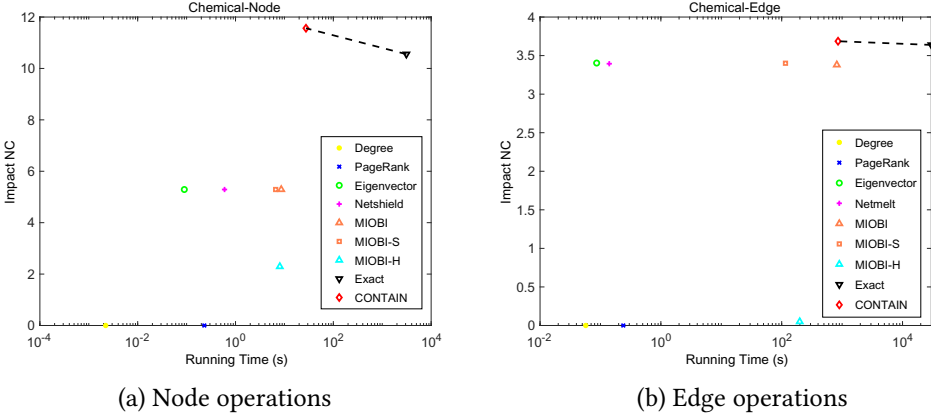 Chemical-Node
12
10
8
6
4
2
0
Impact NC
10^-4
10^-2
10^0
10^2
10^4
Running Time (s)
Degree
PageRank
Eigenvector
Netshield
MIOBI
MIOBI-S
MIOBI-H
Exact
CONTAIN
(a) Node operations
Chemical-Edge
4
3.5
3
2.5
2
1.5
1
0.5
0
Impact NC
10^-2
10^0
10^2
10^4
Running Time (s)
Degree
PageRank
Eigenvector
Netmelt
MIOBI
MIOBI-S
MIOBI-H
Exact
CONTAIN
(b) Edge operations